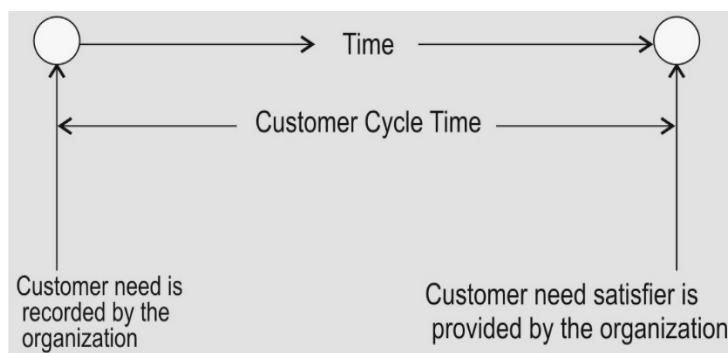 Time
Customer Cycle Time
Customer need is
recorded by the
organization
Customer need satisfier is
provided by the organization